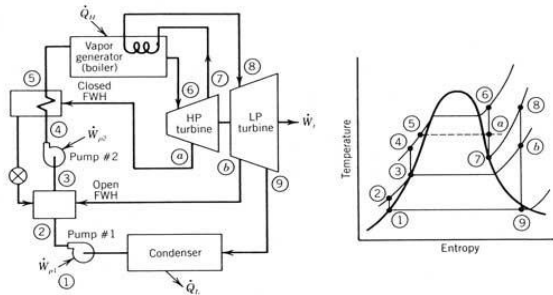 Q̇H
Vapor
generator
(boiler)
⑤
Closed
FWH
⑥
⑦
⑧
④
Ẇp2
HP
turbine
LP
turbine
Ẇt
Pump #2
ⓐ
ⓑ
③
⑨
Open
FWH
②
Pump #1
Condenser
Ẇp1
①
Q̇L
Temperature
⑥
⑧
⑤
ⓐ
④
ⓑ
③
⑦
②
①
⑨
Entropy